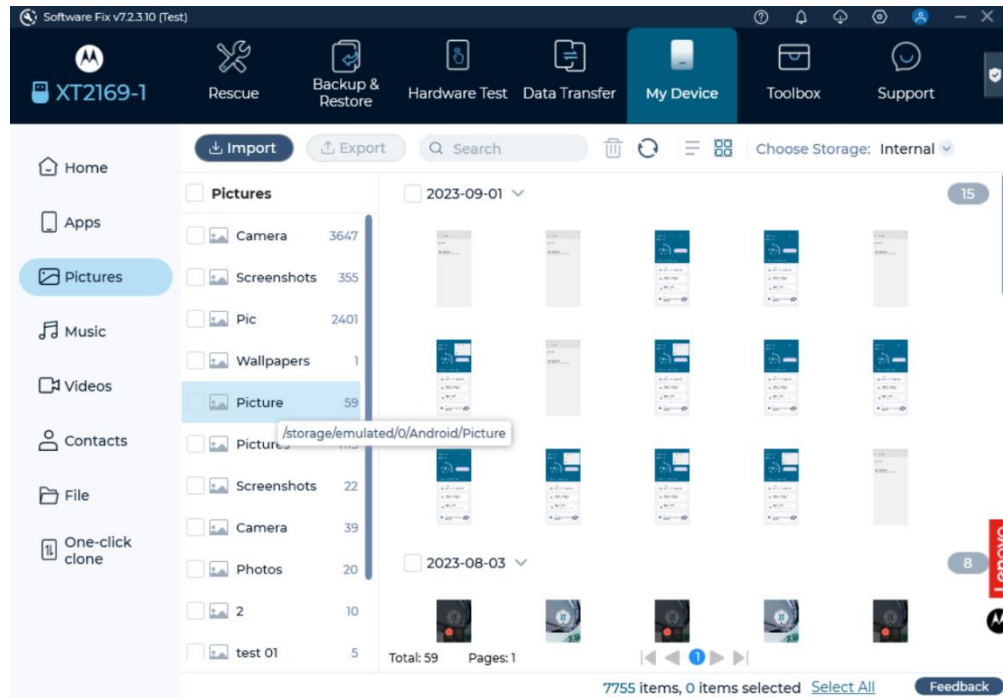 Software Fix v7.2.3.10 (Test)
XT2169-1
Rescue
Backup &
Restore
Hardware Test
Data Transfer
My Device
Toolbox
Support
Home
Apps
Pictures
Music
Videos
Contacts
File
One-click
clone
Import
Export
Search
Choose Storage: Internal
Pictures
Camera 3647
Screenshots 355
Pic 2401
Wallpapers 1
Picture 59
/storage/emulated/0/Android/Picture
Pictures
Screenshots 22
Camera 39
Photos 20
2 10
test 01 5
2023-09-01 15
2023-08-03 8
Total: 59 Pages: 1
1
7755 items, 0 items selected Select All
Feedback
Lenovo